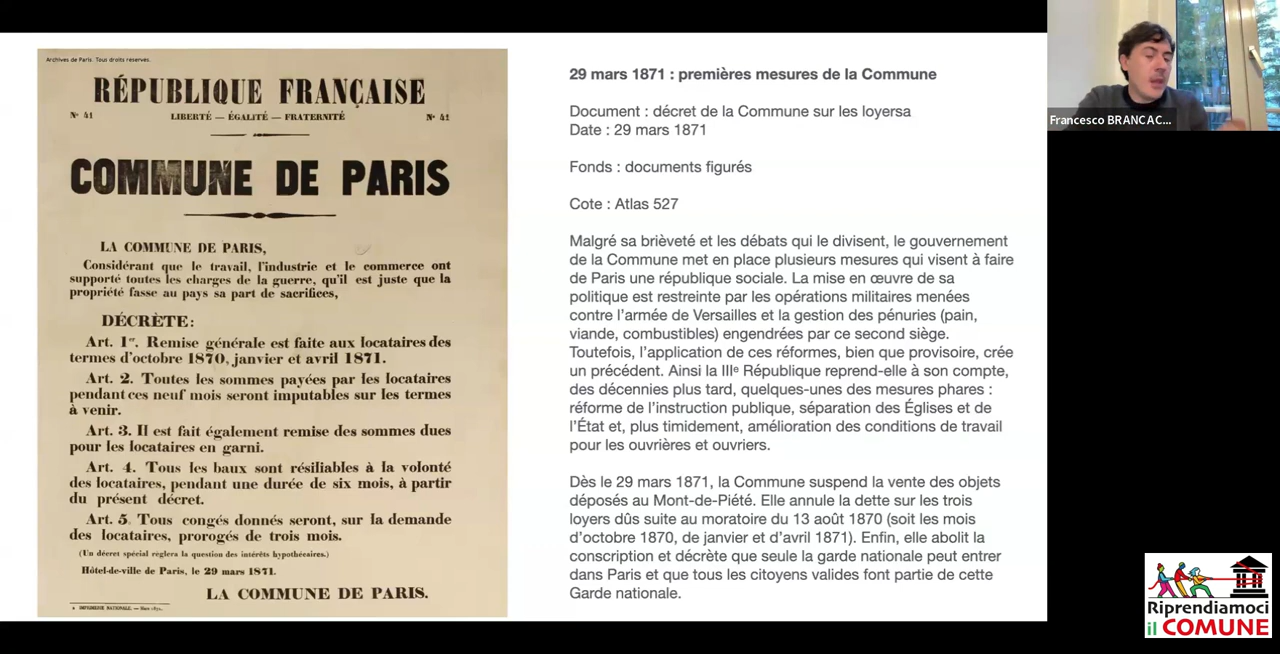 Archives de Paris. Tous droits reserves.
RÉPUBLIQUE FRANÇAISE
N° 41 LIBERTÉ — ÉGALITÉ — FRATERNITÉ N° 41
COMMUNE DE PARIS
LA COMMUNE DE PARIS,
Considérant que le travail, l'industrie et le commerce ont
supporté toutes les charges de la guerre, qu'il est juste que la
propriété fasse au pays sa part de sacrifices,
DÉCRÈTE:
Art. 1er. Remise générale est faite aux locataires des
termes d'octobre 1870, janvier et avril 1871.
Art. 2. Toutes les sommes payées par les locataires
pendant ces neuf mois seront imputables sur les termes
à venir.
Art. 3. Il est fait également remise des sommes dues
pour les locataires en garni.
Art. 4. Tous les baux sont résiliables à la volonté
des locataires, pendant une durée de six mois, à partir
du présent décret.
Art. 5. Tous congés donnés seront, sur la demande
des locataires, prorogés de trois mois.
(Un décret spécial réglera la question des intérêts hypothécaires.)
Hôtel-de-ville de Paris, le 29 mars 1871.
LA COMMUNE DE PARIS.
IMPRIMERIE NATIONALE. — Mars 1871.
29 mars 1871 : premières mesures de la Commune
Document : décret de la Commune sur les loyersa
Date : 29 mars 1871
Fonds : documents figurés
Cote : Atlas 527
Malgré sa brièveté et les débats qui le divisent, le gouvernement
de la Commune met en place plusieurs mesures qui visent à faire
de Paris une république sociale. La mise en œuvre de sa
politique est restreinte par les opérations militaires menées
contre l'armée de Versailles et la gestion des pénuries (pain,
viande, combustibles) engendrées par ce second siège.
Toutefois, l'application de ces réformes, bien que provisoire, crée
un précédent. Ainsi la IIIe République reprend-elle à son compte,
des décennies plus tard, quelques-unes des mesures phares :
réforme de l'instruction publique, séparation des Églises et de
l'État et, plus timidement, amélioration des conditions de travail
pour les ouvrières et ouvriers.
Dès le 29 mars 1871, la Commune suspend la vente des objets
déposés au Mont-de-Piété. Elle annule la dette sur les trois
loyers dûs suite au moratoire du 13 août 1870 (soit les mois
d'octobre 1870, de janvier et d'avril 1871). Enfin, elle abolit la
conscription et décrète que seule la garde nationale peut entrer
dans Paris et que tous les citoyens valides font partie de cette
Garde nationale.
Francesco BRANCAC...
Riprendiamoci
il COMUNE